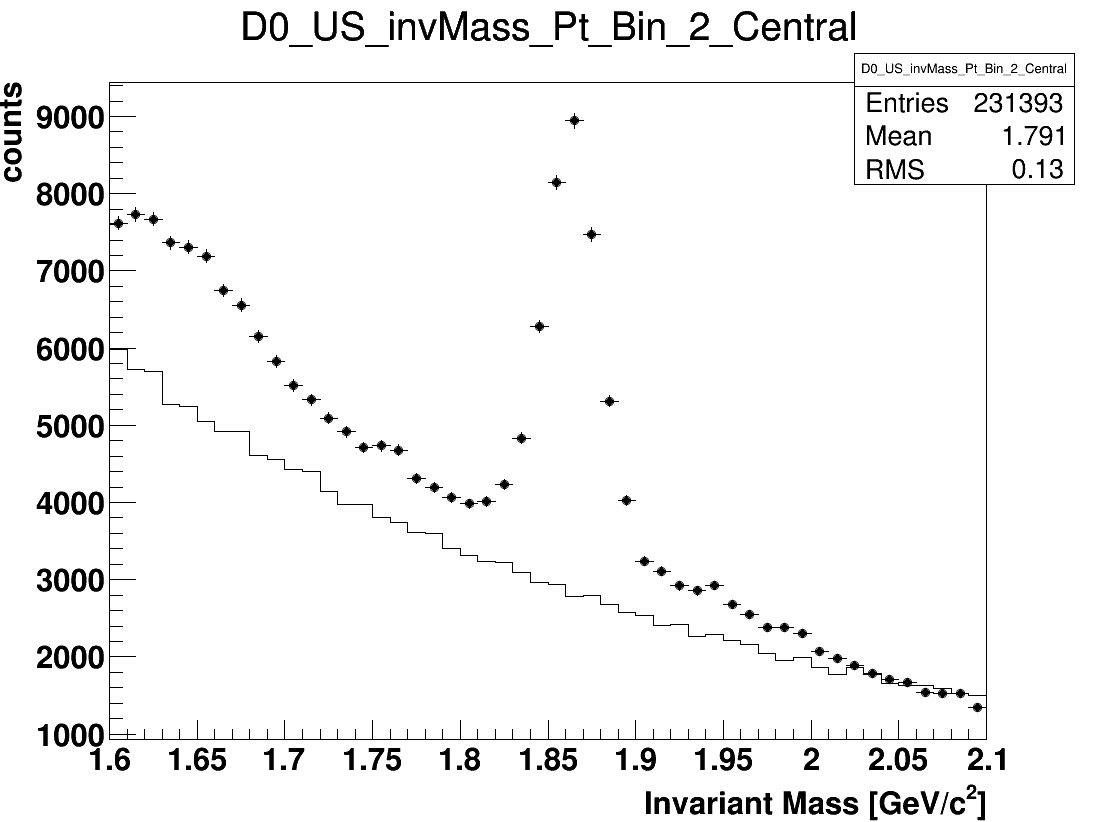 D0_US_invMass_Pt_Bin_2_Central
D0_US_invMass_Pt_Bin_2_Central
Entries 231393
Mean 1.791
RMS 0.13
counts
9000
8000
7000
6000
5000
4000
3000
2000
1000
1.6 1.65 1.7 1.75 1.8 1.85 1.9 1.95 2 2.05 2.1
Invariant Mass [GeV/c²]